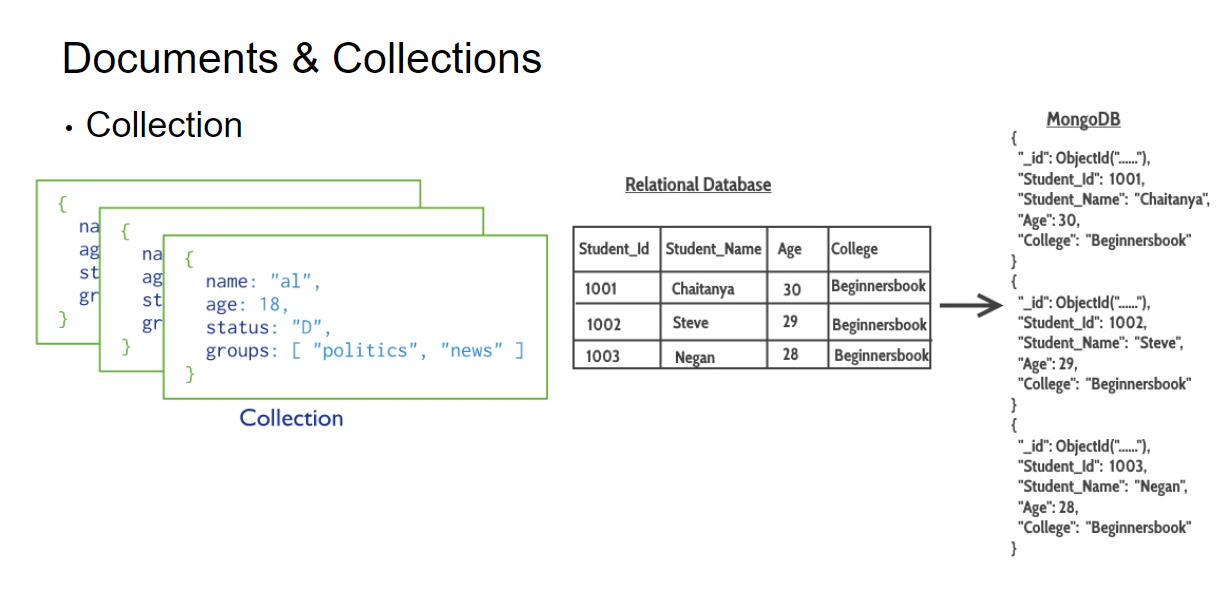 Documents & Collections
• Collection
{
na
ag
st
gr
}
{
na
ag
st
gr
}
{
name: "al",
age: 18,
status: "D",
groups: [ "politics", "news" ]
}
Collection
Relational Database
Student_Id Student_Name Age College
1001 Chaitanya 30 Beginnersbook
1002 Steve 29 Beginnersbook
1003 Negan 28 Beginnersbook
MongoDB
{
"_id": ObjectId("......"),
"Student_Id": 1001,
"Student_Name": "Chaitanya",
"Age": 30,
"College": "Beginnersbook"
}
{
"_id": ObjectId("......"),
"Student_Id": 1002,
"Student_Name": "Steve",
"Age": 29,
"College": "Beginnersbook"
}
{
"_id": ObjectId("......"),
"Student_Id": 1003,
"Student_Name": "Negan",
"Age": 28,
"College": "Beginnersbook"
}